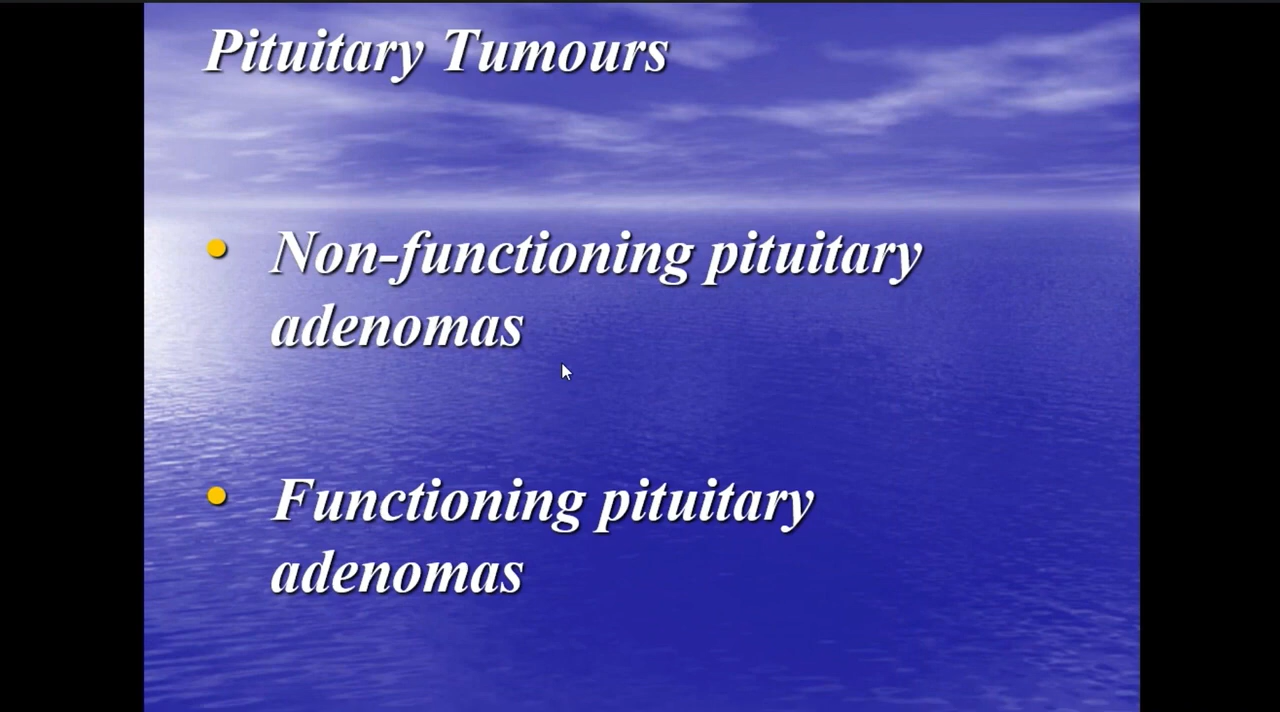 Pituitary Tumours
• Non-functioning pituitary
adenomas
• Functioning pituitary
adenomas